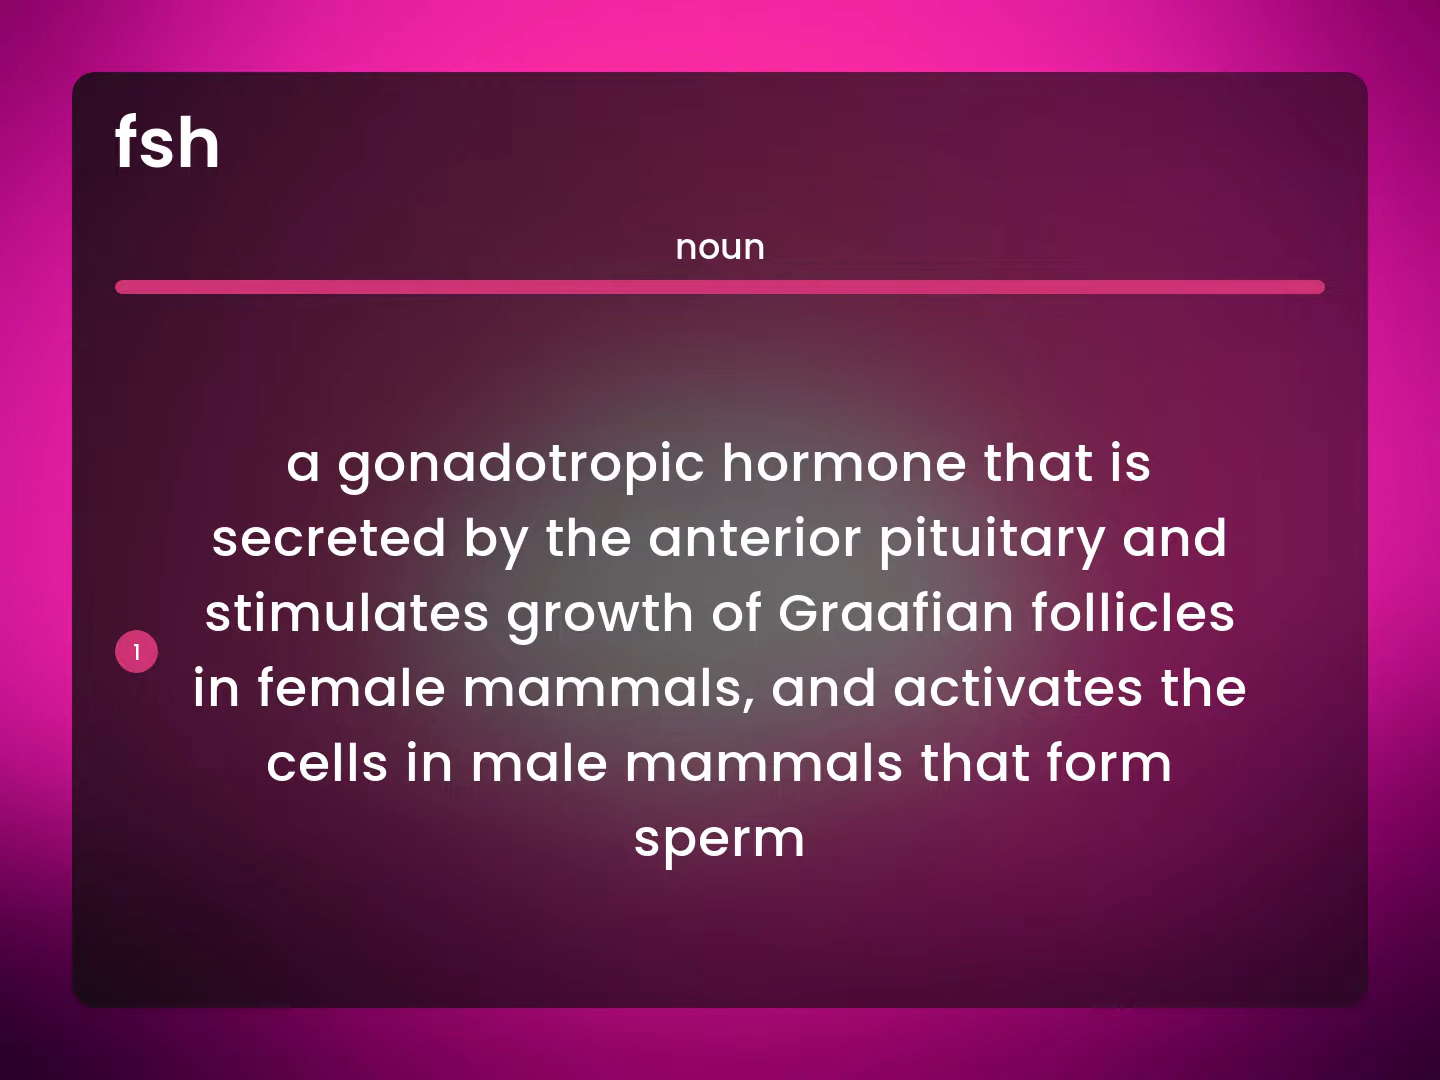 fsh
noun
a gonadotropic hormone that is
secreted by the anterior pituitary and
stimulates growth of Graafian follicles
1
in female mammals, and activates the
cells in male mammals that form
sperm